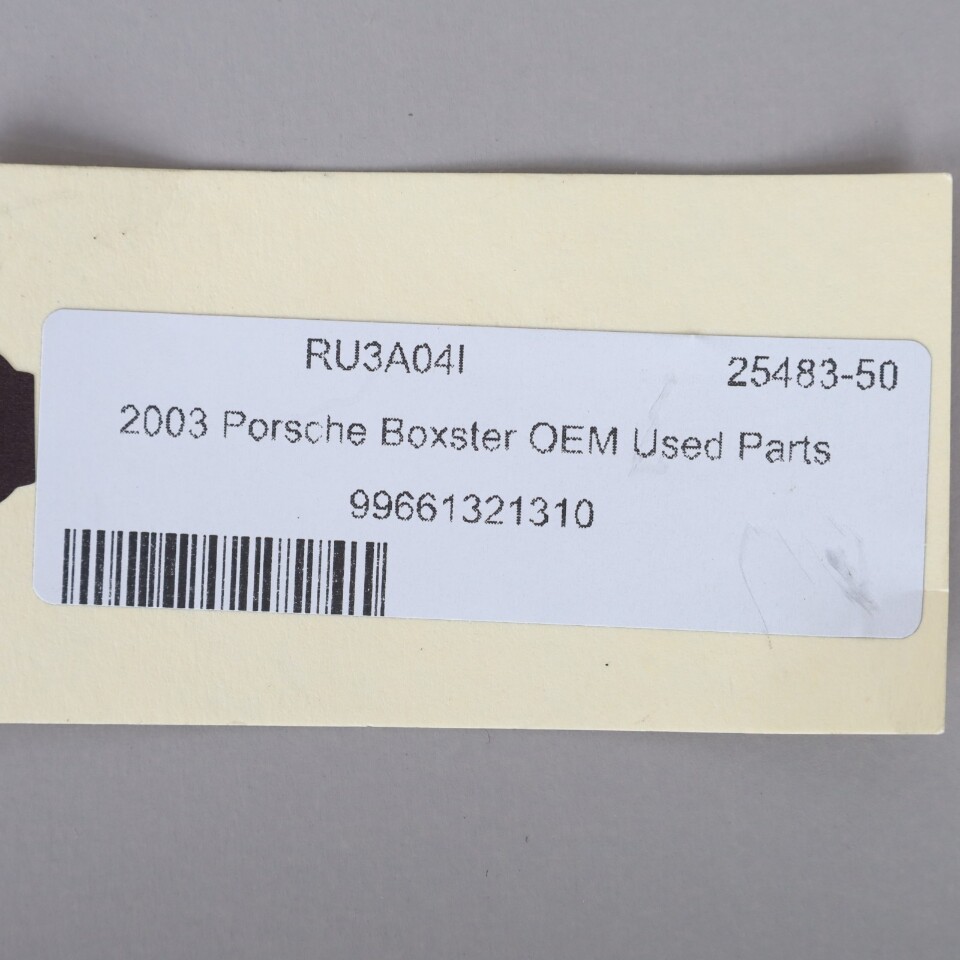 RU3A04I 25483-50
2003 Porsche Boxster OEM Used Parts
99661321310